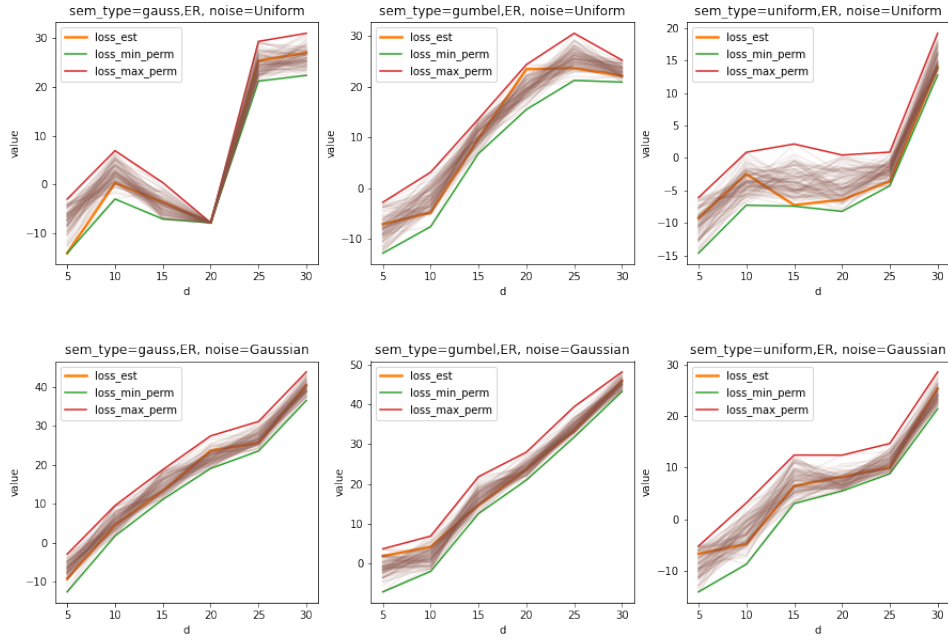 sem_type=gauss,ER, noise=Uniform
loss_est
loss_min_perm
loss_max_perm
30
20
10
0
−10
value
5 10 15 20 25 30
d
sem_type=gumbel,ER, noise=Uniform
loss_est
loss_min_perm
loss_max_perm
30
20
10
0
−10
value
5 10 15 20 25 30
d
sem_type=uniform,ER, noise=Uniform
loss_est
loss_min_perm
loss_max_perm
20
15
10
5
0
−5
−10
−15
value
5 10 15 20 25 30
d
sem_type=gauss,ER, noise=Gaussian
loss_est
loss_min_perm
loss_max_perm
40
30
20
10
0
−10
value
5 10 15 20 25 30
d
sem_type=gumbel,ER, noise=Gaussian
loss_est
loss_min_perm
loss_max_perm
50
40
30
20
10
0
value
5 10 15 20 25 30
d
sem_type=uniform,ER, noise=Gaussian
loss_est
loss_min_perm
loss_max_perm
30
20
10
0
−10
value
5 10 15 20 25 30
d